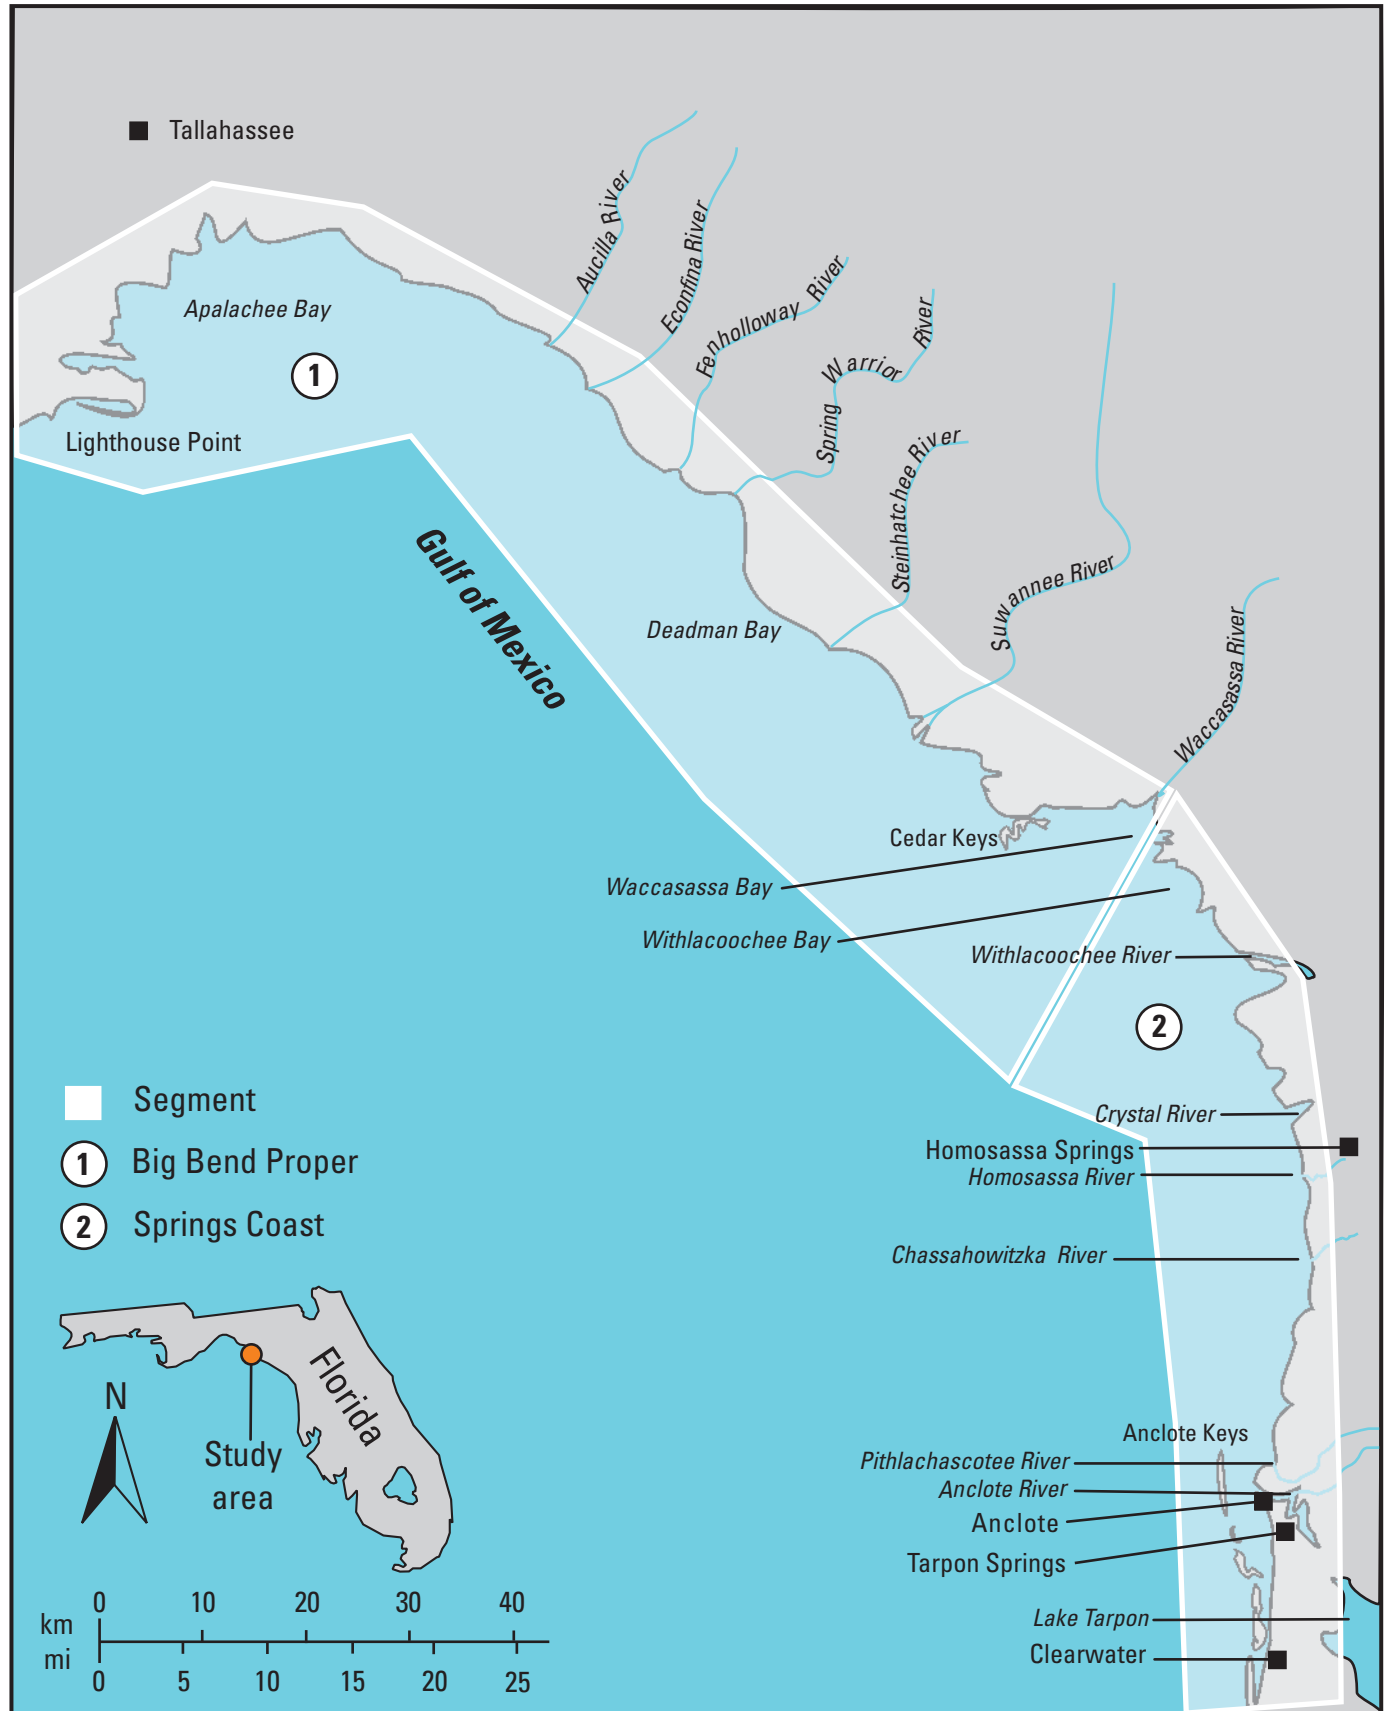 Tallahassee
Aucilla River
Econfina River
Fenholloway River
Spring Warrior River
Steinhatchee River
Suwannee River
Waccasassa River
Apalachee Bay
1
Lighthouse Point
Gulf of Mexico
Deadman Bay
Cedar Keys
Waccasassa Bay
Withlacoochee Bay
Withlacoochee River
2
Crystal River
Homosassa Springs
Homosassa River
Chassahowitzka River
Anclote Keys
Pithlachascotee River
Anclote River
Anclote
Tarpon Springs
Lake Tarpon
Clearwater
Segment
1 Big Bend Proper
2 Springs Coast
Florida
N
Study
area
0 10 20 30 40
km
mi
0 5 10 15 20 25